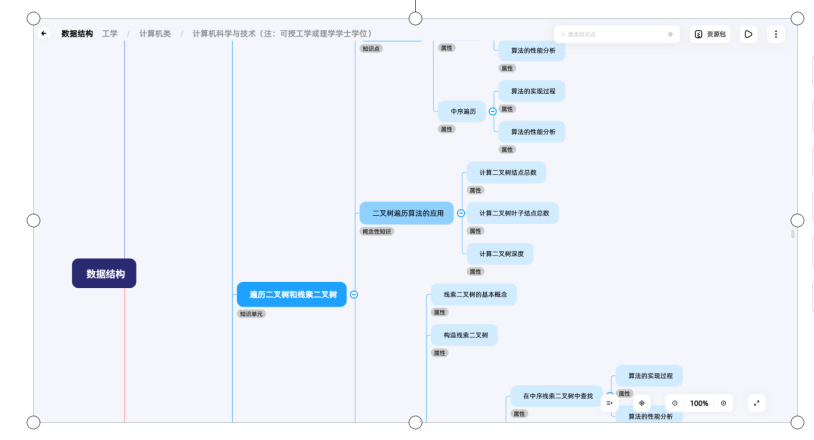 数据结构 工学 / 计算机类 / 计算机科学与技术（注：可授工学或理学学士学位）
搜索知识点
资源包
知识点
属性
算法的性能分析
属性
算法的实现过程
中序遍历
属性
属性
算法的性能分析
属性
计算二叉树结点总数
属性
二叉树遍历算法的应用
计算二叉树叶子结点总数
构念性知识
属性
计算二叉树深度
属性
数据结构
遍历二叉树和线索二叉树
知识单元
线索二叉树的基本概念
属性
构造线索二叉树
属性
算法的实现过程
在中序线索二叉树中查找
属性
属性
100%
算法的性能分析